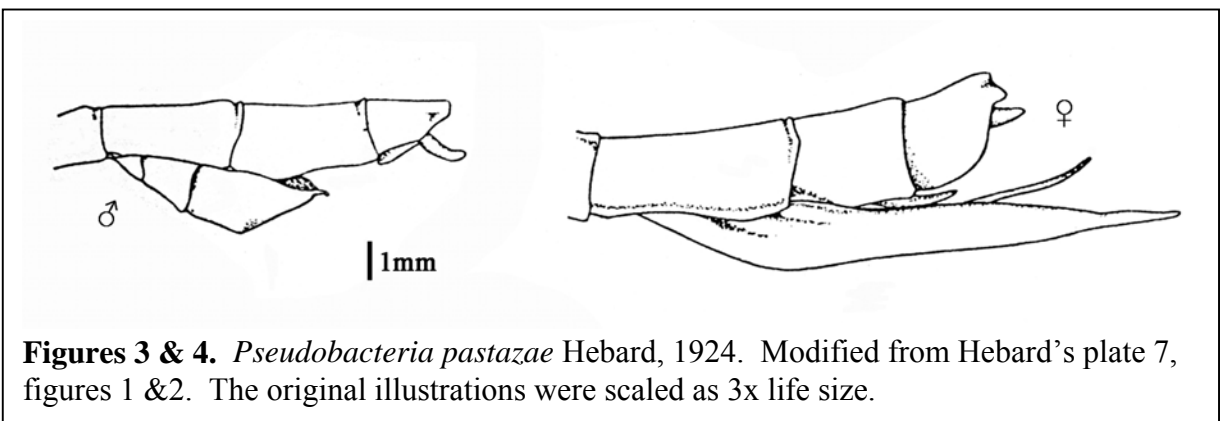 ♂
1mm
♀
Figures 3 & 4. Pseudobacteria pastazae Hebard, 1924. Modified from Hebard’s plate 7,
figures 1 &2. The original illustrations were scaled as 3x life size.